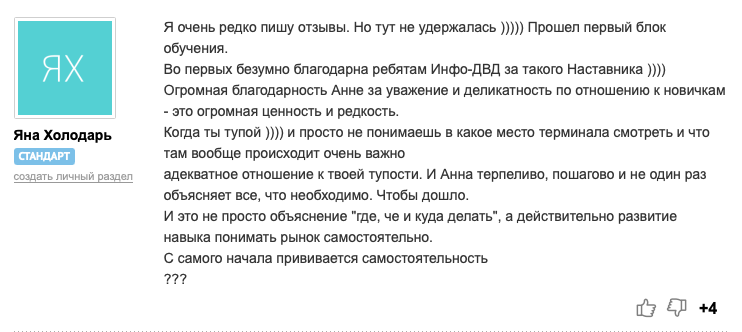 ЯХ
Яна Холодарь
СТАНДАРТ
создать личный раздел
Я очень редко пишу отзывы. Но тут не удержалась ))))) Прошел первый блок
обучения.
Во первых безумно благодарна ребятам Инфо-ДВД за такого Наставника ))))
Огромная благодарность Анне за уважение и деликатность по отношению к новичкам
- это огромная ценность и редкость.
Когда ты тупой )))) и просто не понимаешь в какое место терминала смотреть и что
там вообще происходит очень важно
адекватное отношение к твоей тупости. И Анна терпеливо, пошагово и не один раз
объясняет все, что необходимо. Чтобы дошло.
И это не просто объяснение "где, че и куда делать", а действительно развитие
навыка понимать рынок самостоятельно.
С самого начала прививается самостоятельность
???
+4